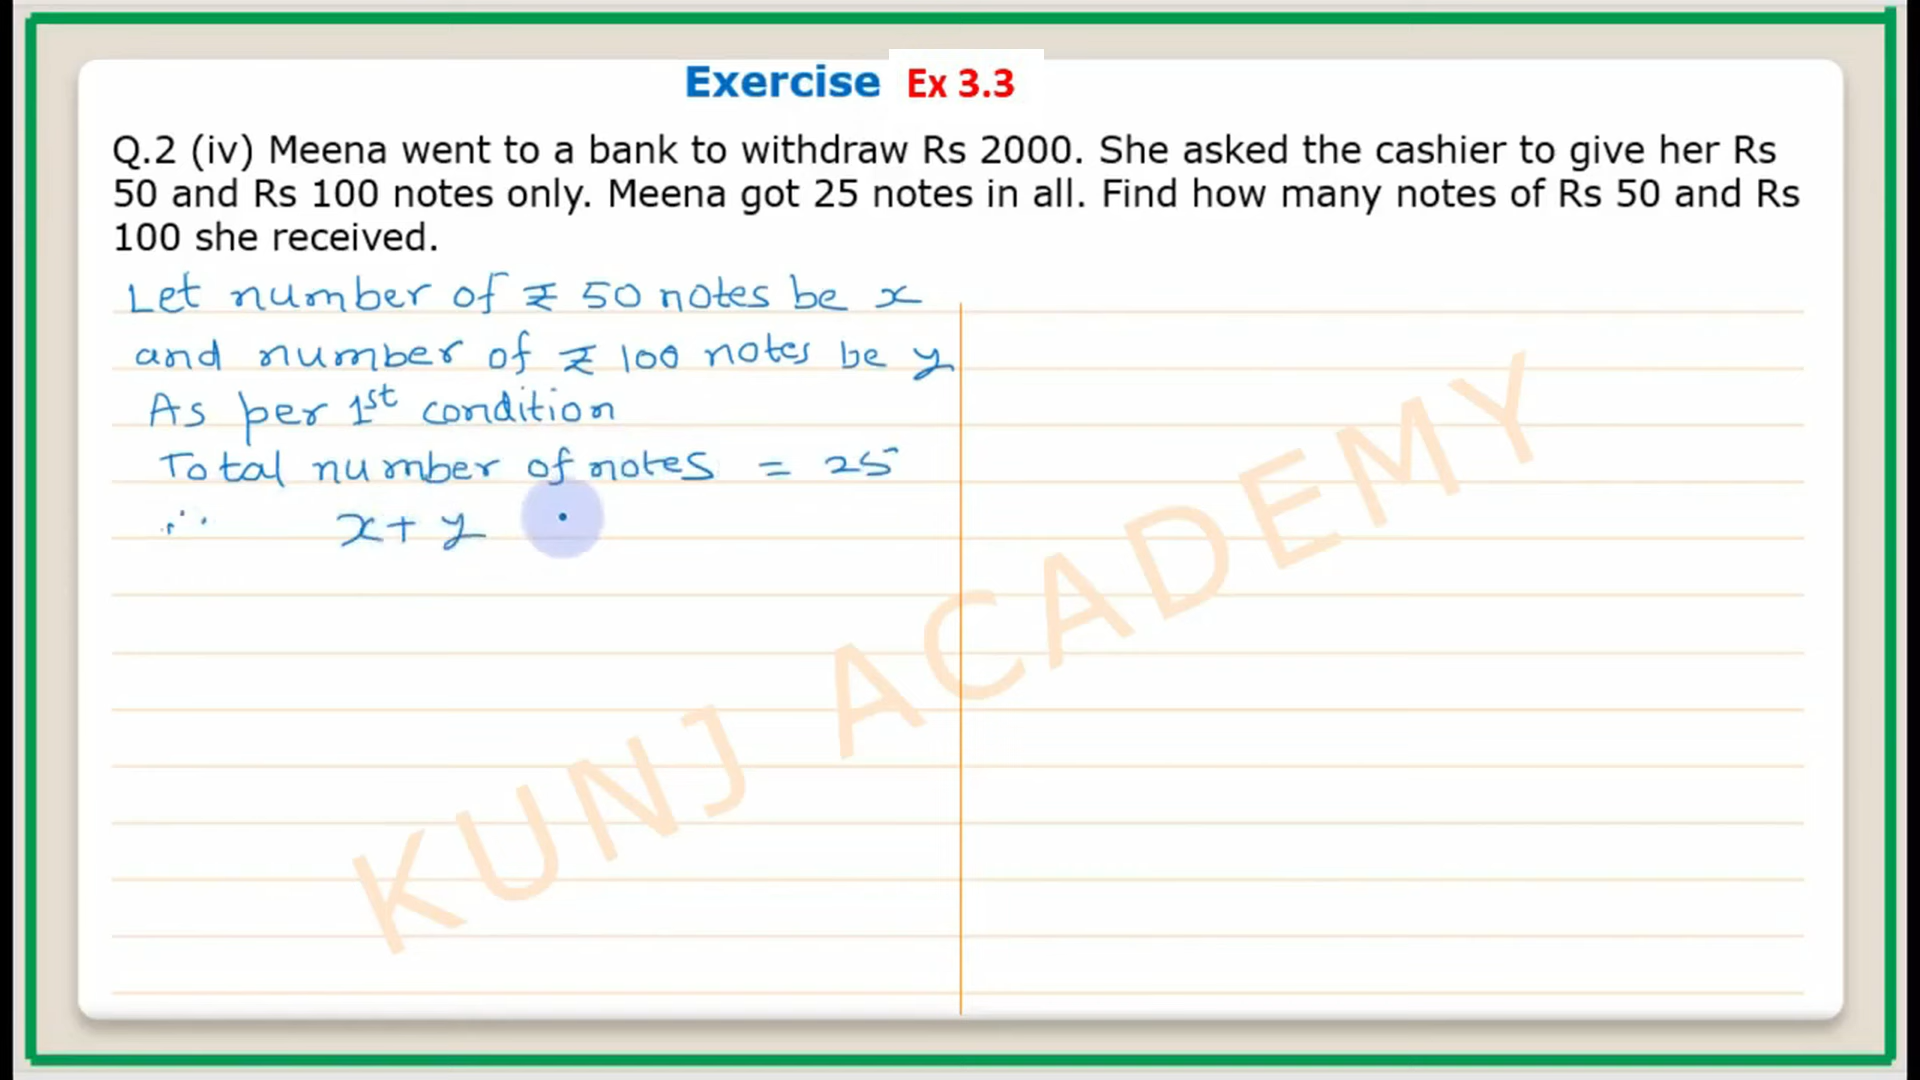 Exercise Ex 3.3
Q.2 (iv) Meena went to a bank to withdraw Rs 2000. She asked the cashier to give her Rs
50 and Rs 100 notes only. Meena got 25 notes in all. Find how many notes of Rs 50 and Rs
100 she received.
Let number of ₹ 50 notes be x
and number of ₹ 100 notes be y
As per 1st condition
Total number of notes = 25
∴ x + y
KUNJ ACADEMY